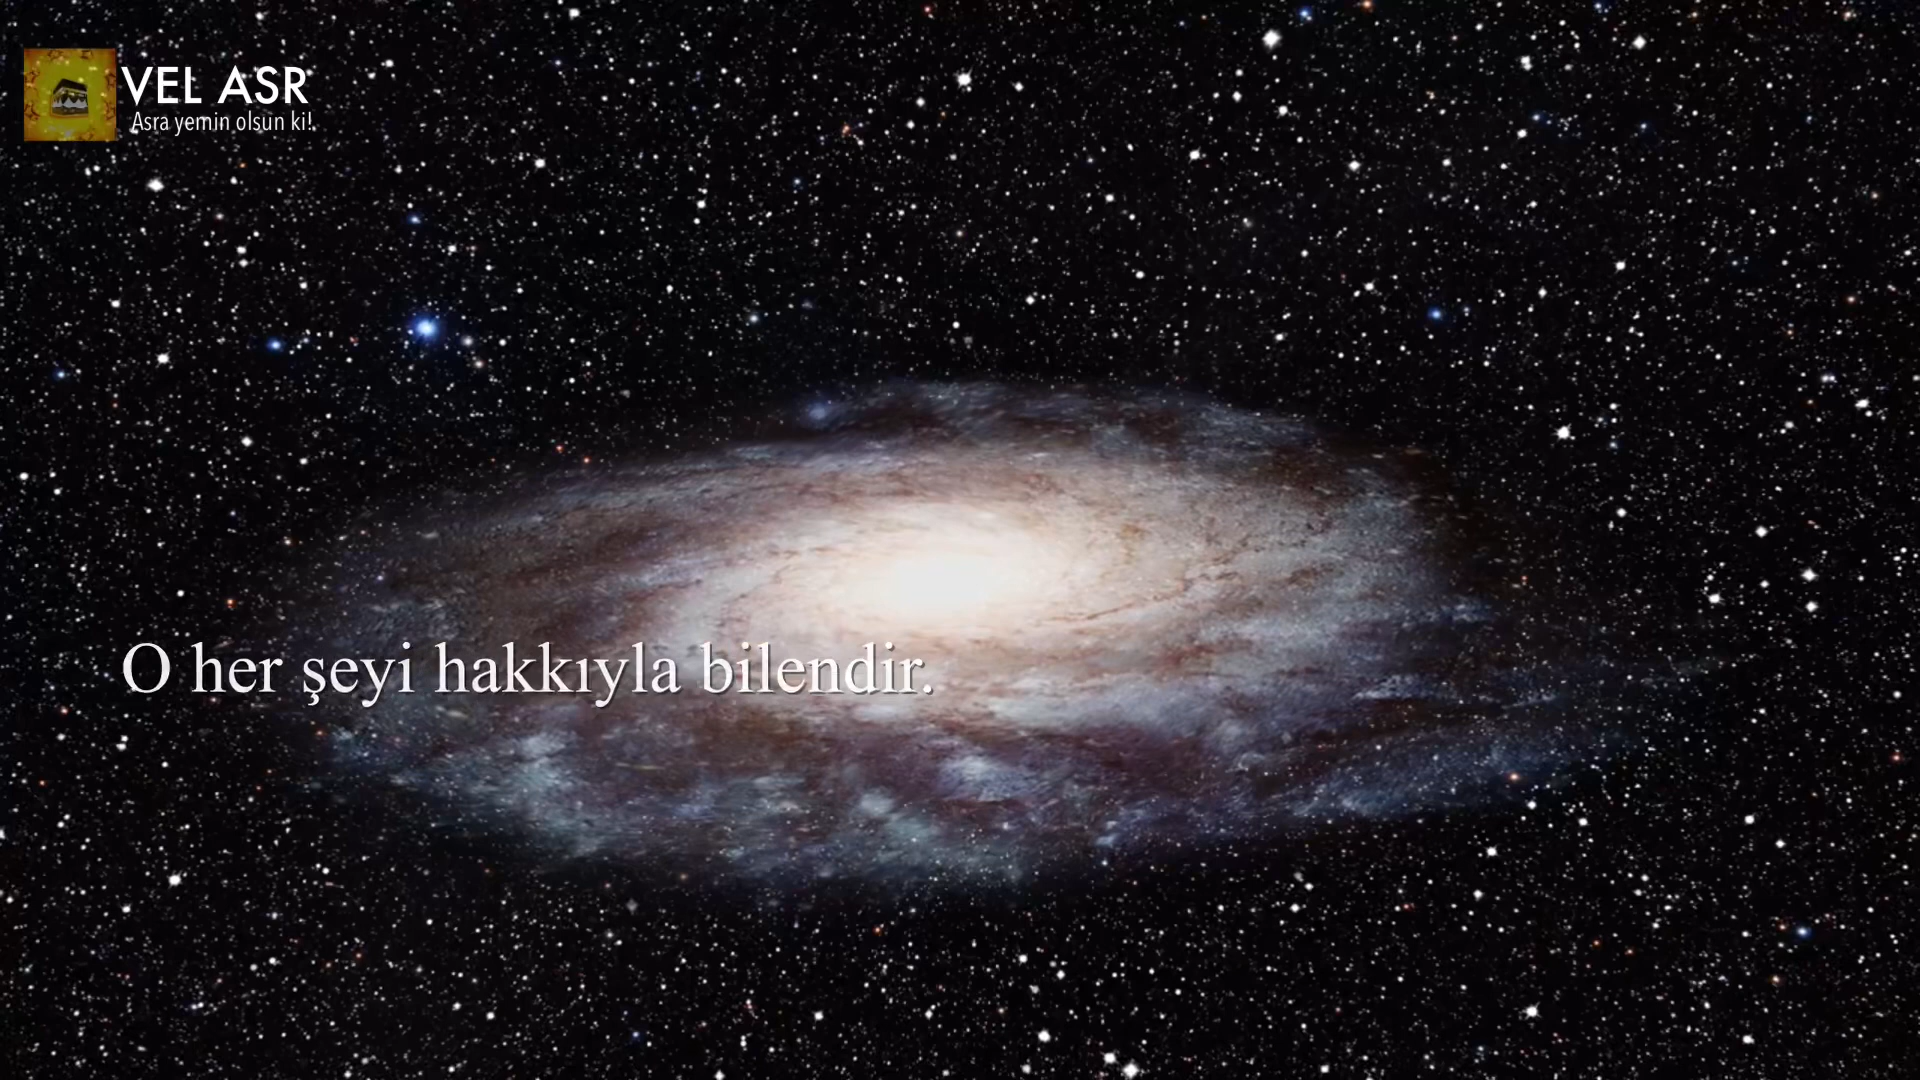 VEL ASR
Asra yemin olsun ki!
O her şeyi hakkıyla bilendir.